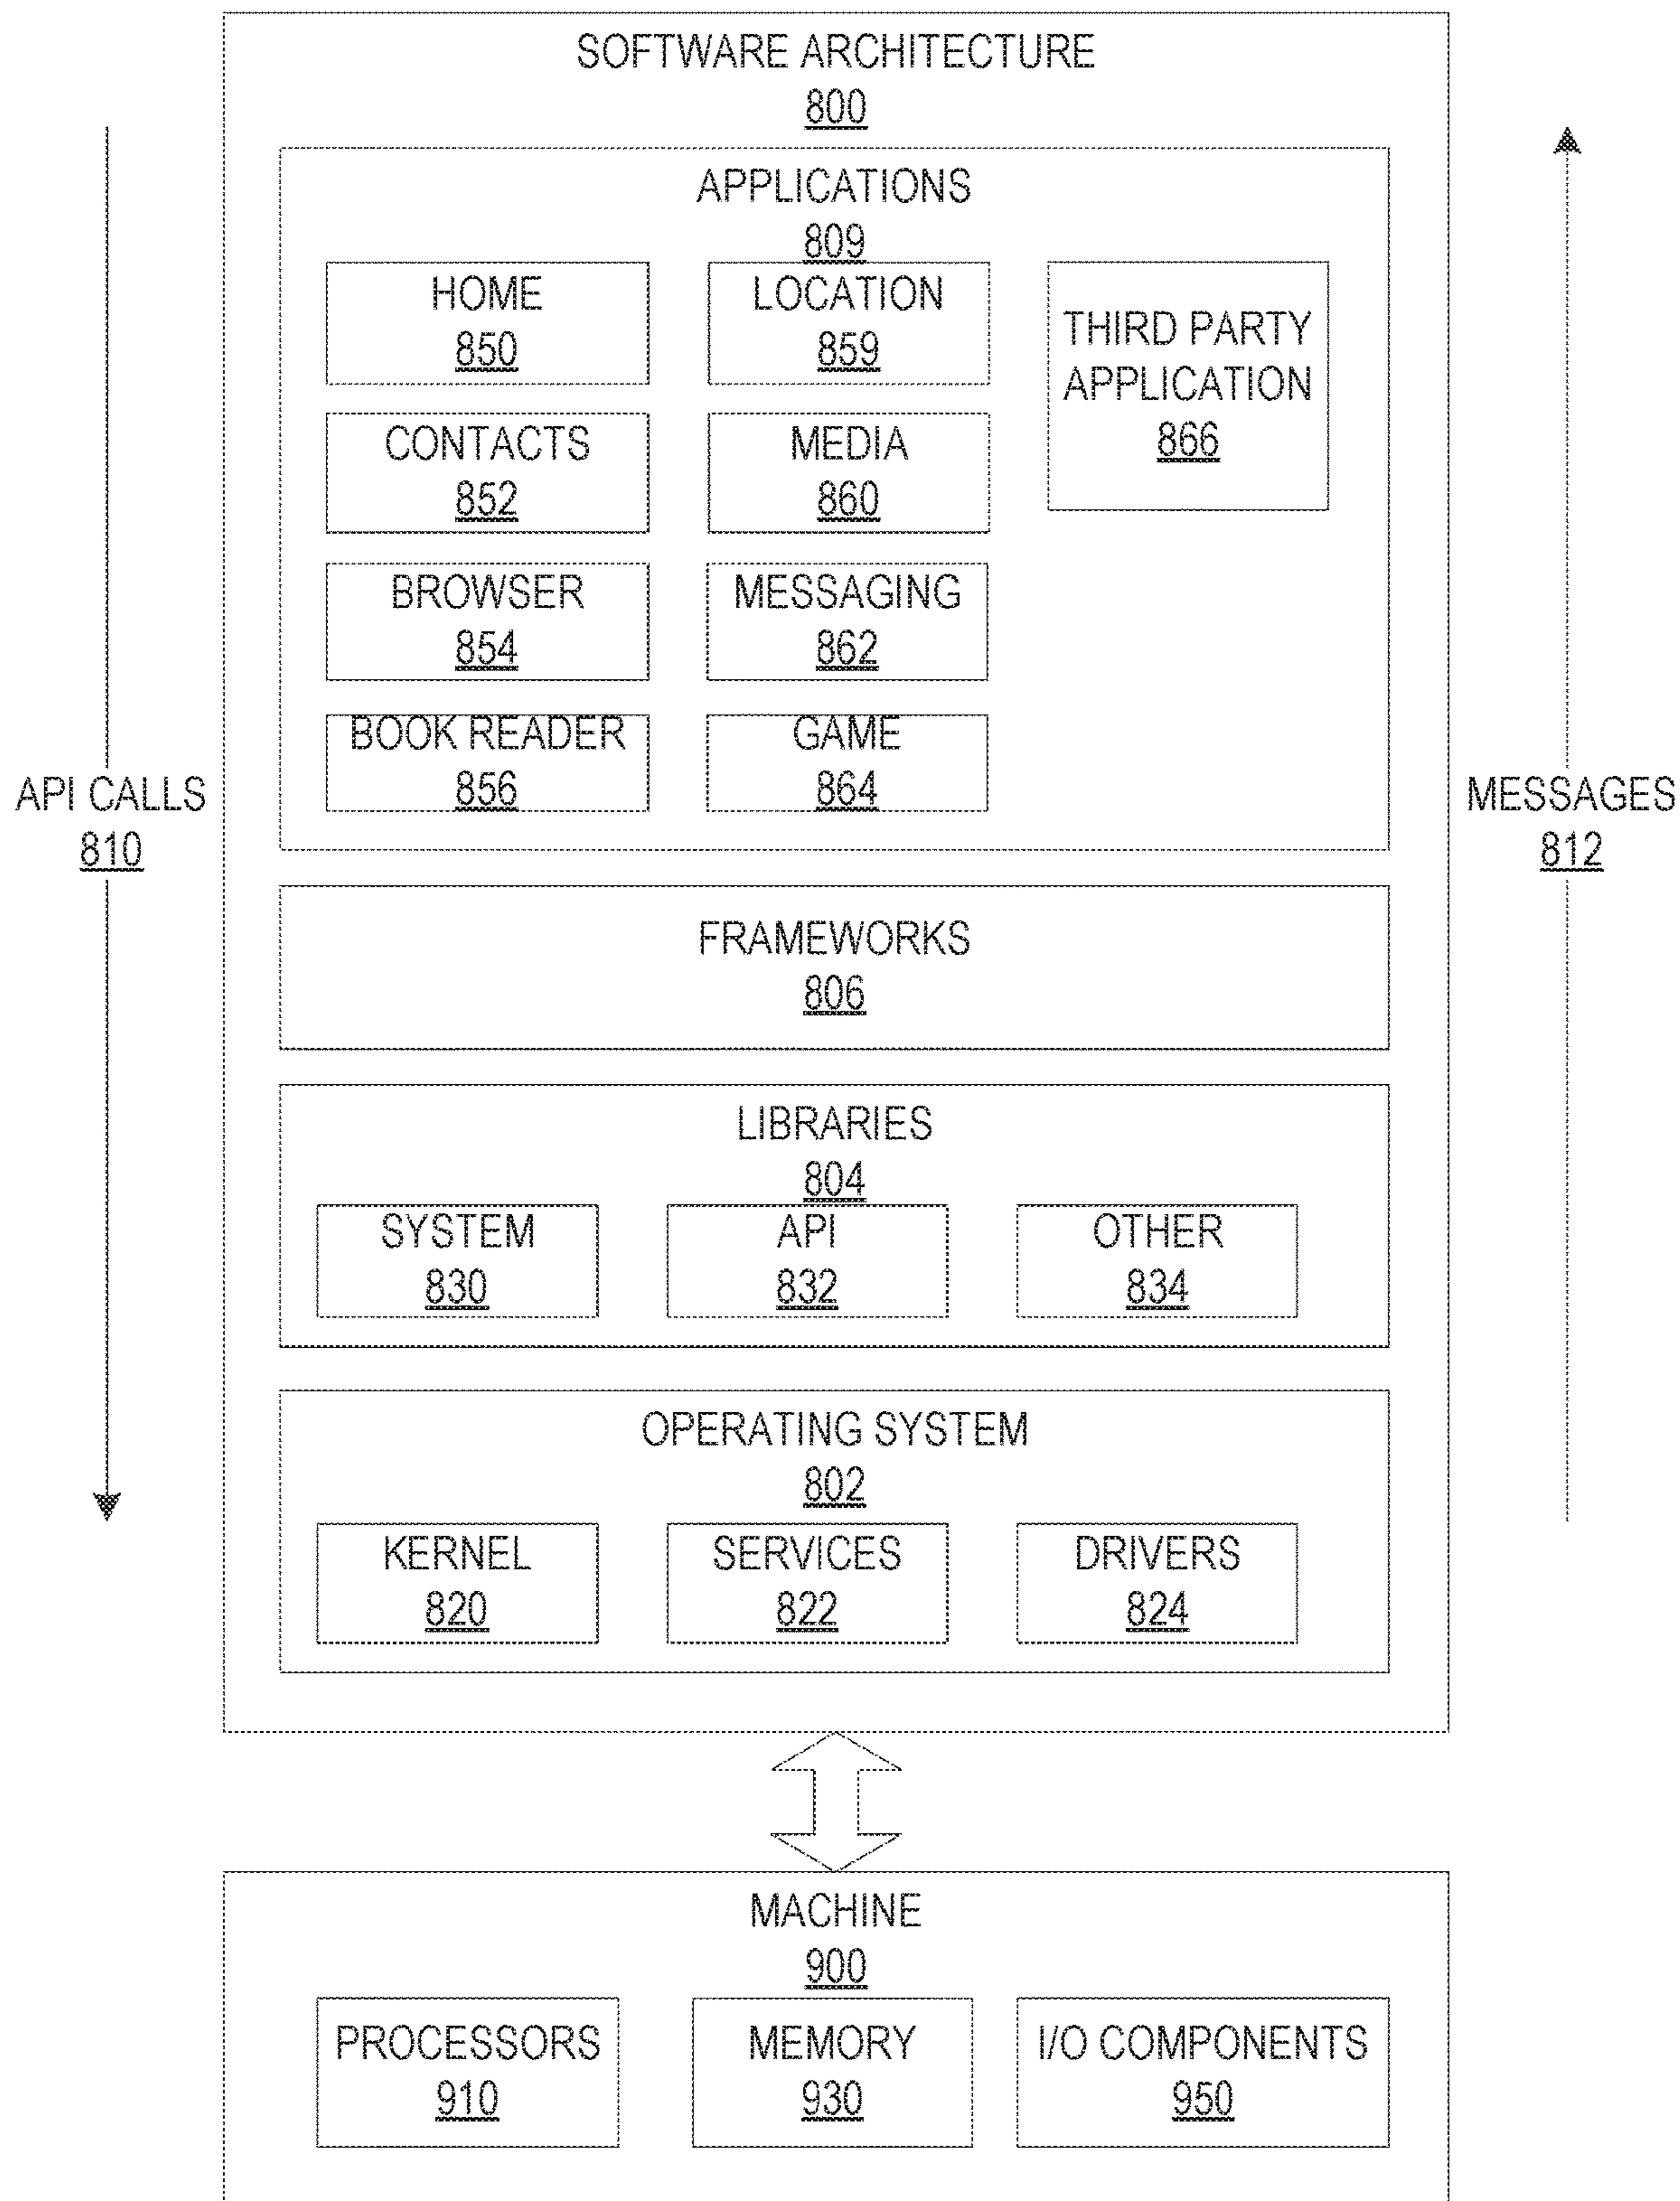 SOFTWARE ARCHITECTURE
800
APPLICATIONS
809
HOME
850
LOCATION
859
THIRD PARTY
APPLICATION
866
CONTACTS
852
MEDIA
860
BROWSER
854
MESSAGING
862
BOOK READER
856
GAME
864
API CALLS
810
MESSAGES
812
FRAMEWORKS
806
LIBRARIES
804
SYSTEM
830
API
832
OTHER
834
OPERATING SYSTEM
802
KERNEL
820
SERVICES
822
DRIVERS
824
MACHINE
900
PROCESSORS
910
MEMORY
930
I/O COMPONENTS
950